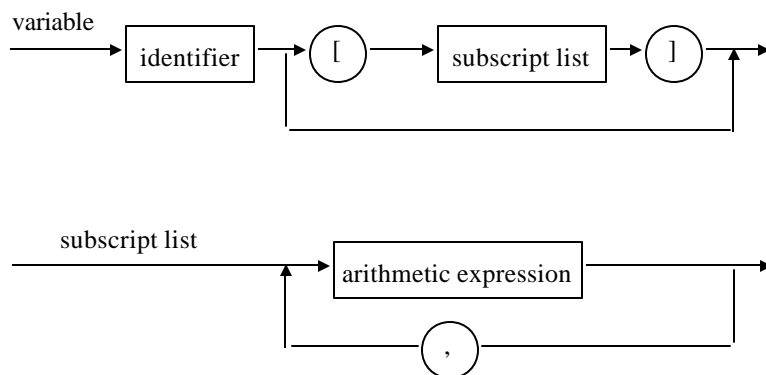 variable
identifier [ subscript list ]
subscript list
arithmetic expression
,